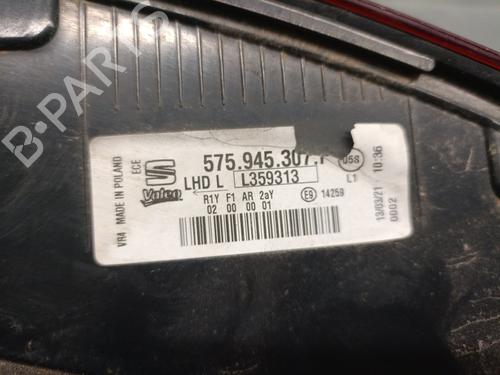 575.945.307.
ECE
VR4 MADE IN POLAND
Valeo
LHD L L359313
R1Y F1 AR 2aY
02 00 00 01
E9 14259
05S
L1
13/03/21 10:36
0002
B-PARTS